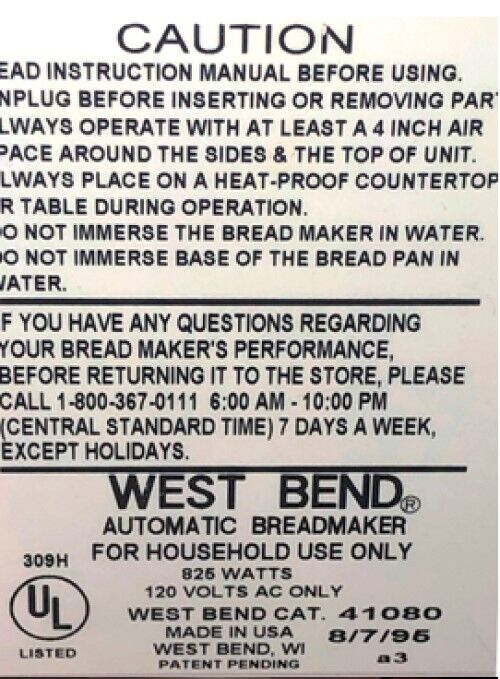 CAUTION
EAD INSTRUCTION MANUAL BEFORE USING.
NPLUG BEFORE INSERTING OR REMOVING PART
LWAYS OPERATE WITH AT LEAST A 4 INCH AIR
PACE AROUND THE SIDES & THE TOP OF UNIT.
LWAYS PLACE ON A HEAT-PROOF COUNTERTOP
R TABLE DURING OPERATION.
DO NOT IMMERSE THE BREAD MAKER IN WATER.
DO NOT IMMERSE BASE OF THE BREAD PAN IN
WATER.
F YOU HAVE ANY QUESTIONS REGARDING
YOUR BREAD MAKER'S PERFORMANCE,
BEFORE RETURNING IT TO THE STORE, PLEASE
CALL 1-800-367-0111 6:00 AM - 10:00 PM
(CENTRAL STANDARD TIME) 7 DAYS A WEEK,
EXCEPT HOLIDAYS.
WEST BEND®
AUTOMATIC BREADMAKER
FOR HOUSEHOLD USE ONLY
309H
825 WATTS
120 VOLTS AC ONLY
UL
LISTED
WEST BEND CAT. 41080
MADE IN USA 8/7/95
WEST BEND, WI a3
PATENT PENDING